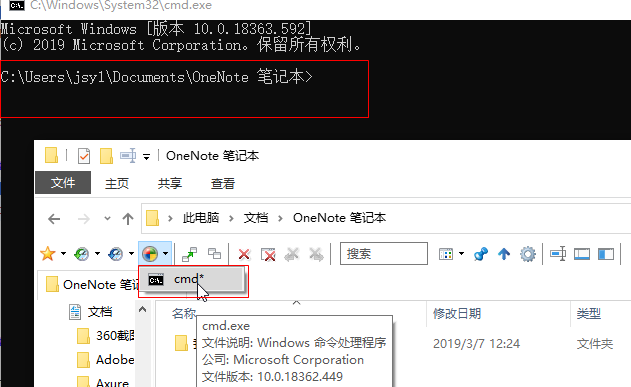 C:\Windows\System32\cmd.exe
Microsoft Windows [版本 10.0.18363.592]
(c) 2019 Microsoft Corporation。保留所有权利。
C:\Users\jsy1\Documents\OneNote 笔记本>
OneNote 笔记本
文件 主页 共享 查看
此电脑 文档 OneNote 笔记本
搜索
OneNote 笔记
cmd*
文档
名称 修改日期 类型
360截图
2019/3/7 12:24 文件夹
Adobe
Axure
cmd.exe
文件说明: Windows 命令处理程序
公司: Microsoft Corporation
文件版本: 10.0.18362.449